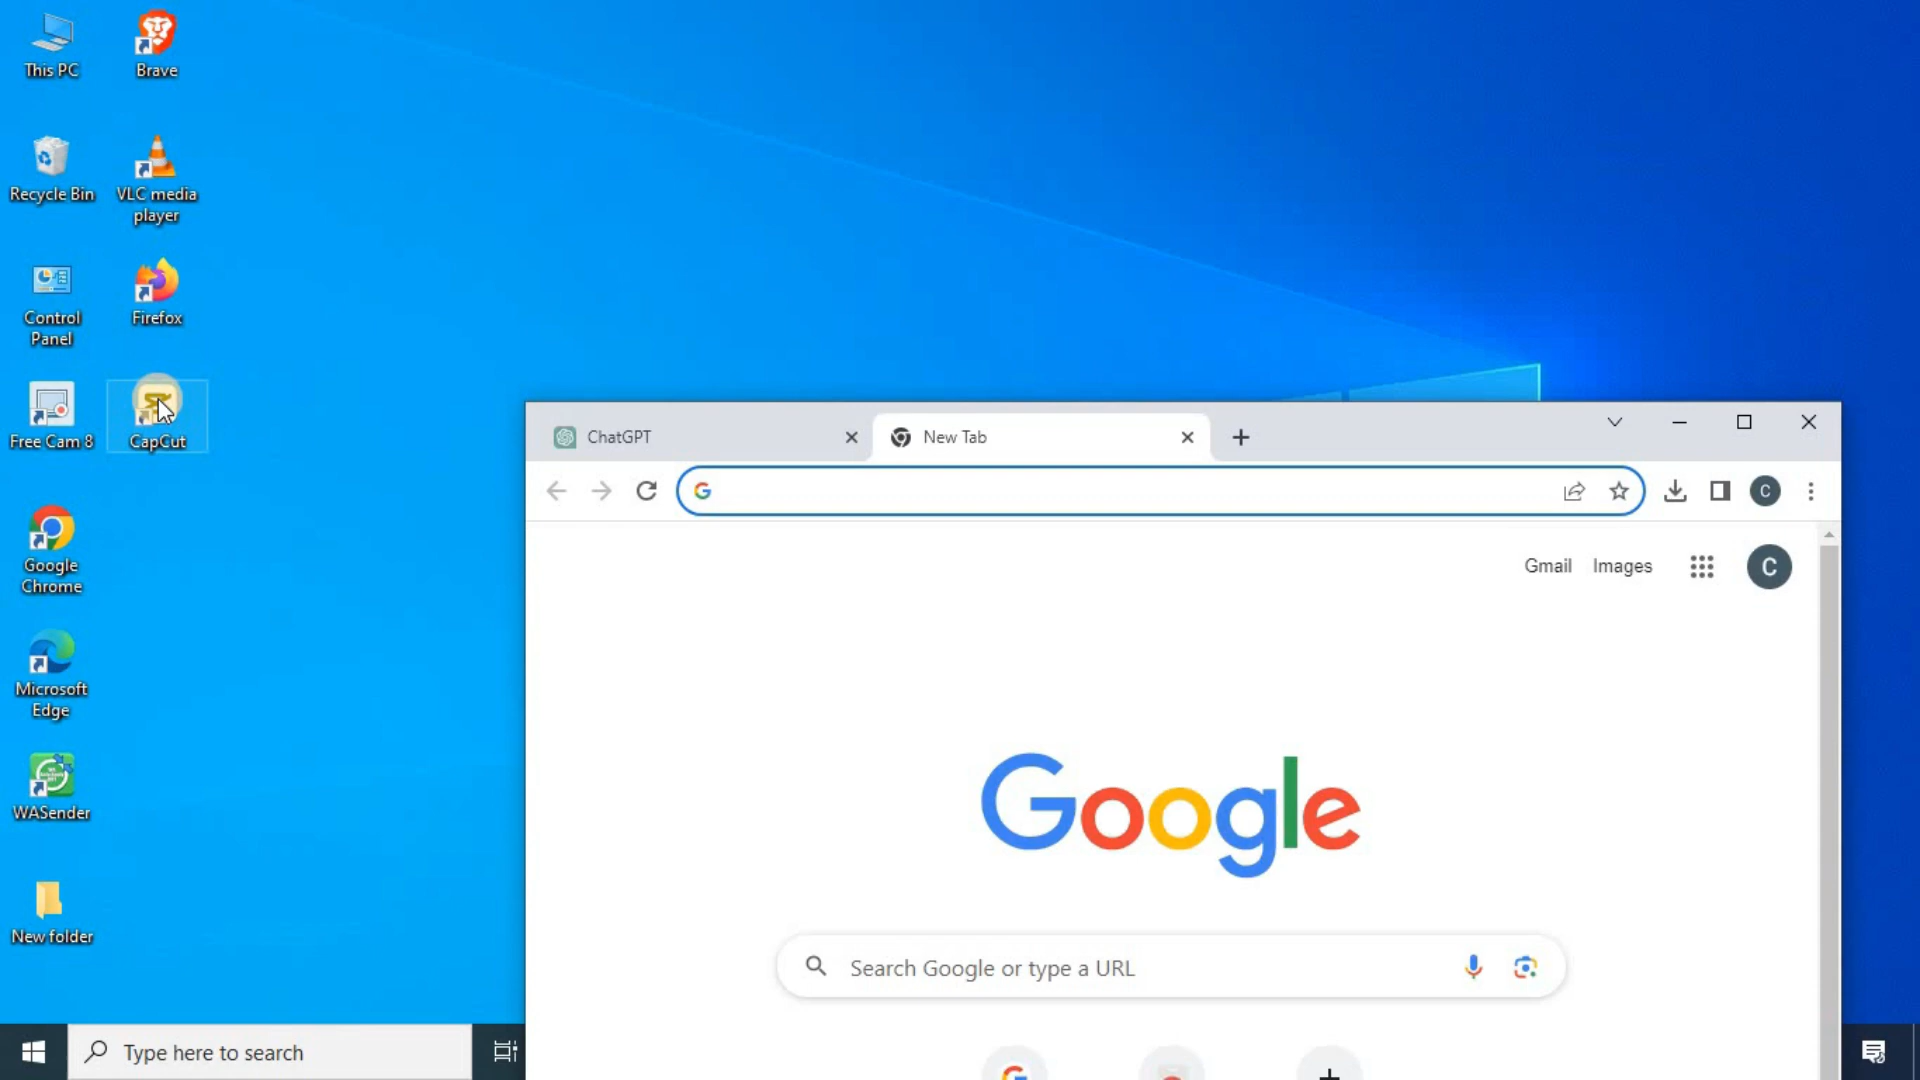 This PC
Brave
Recycle Bin
VLC media
player
Control
Panel
Firefox
Free Cam 8
CapCut
Google
Chrome
Microsoft
Edge
WASender
New folder
Type here to search
ChatGPT
New Tab
C
Gmail
Images
C
Google
Search Google or type a URL